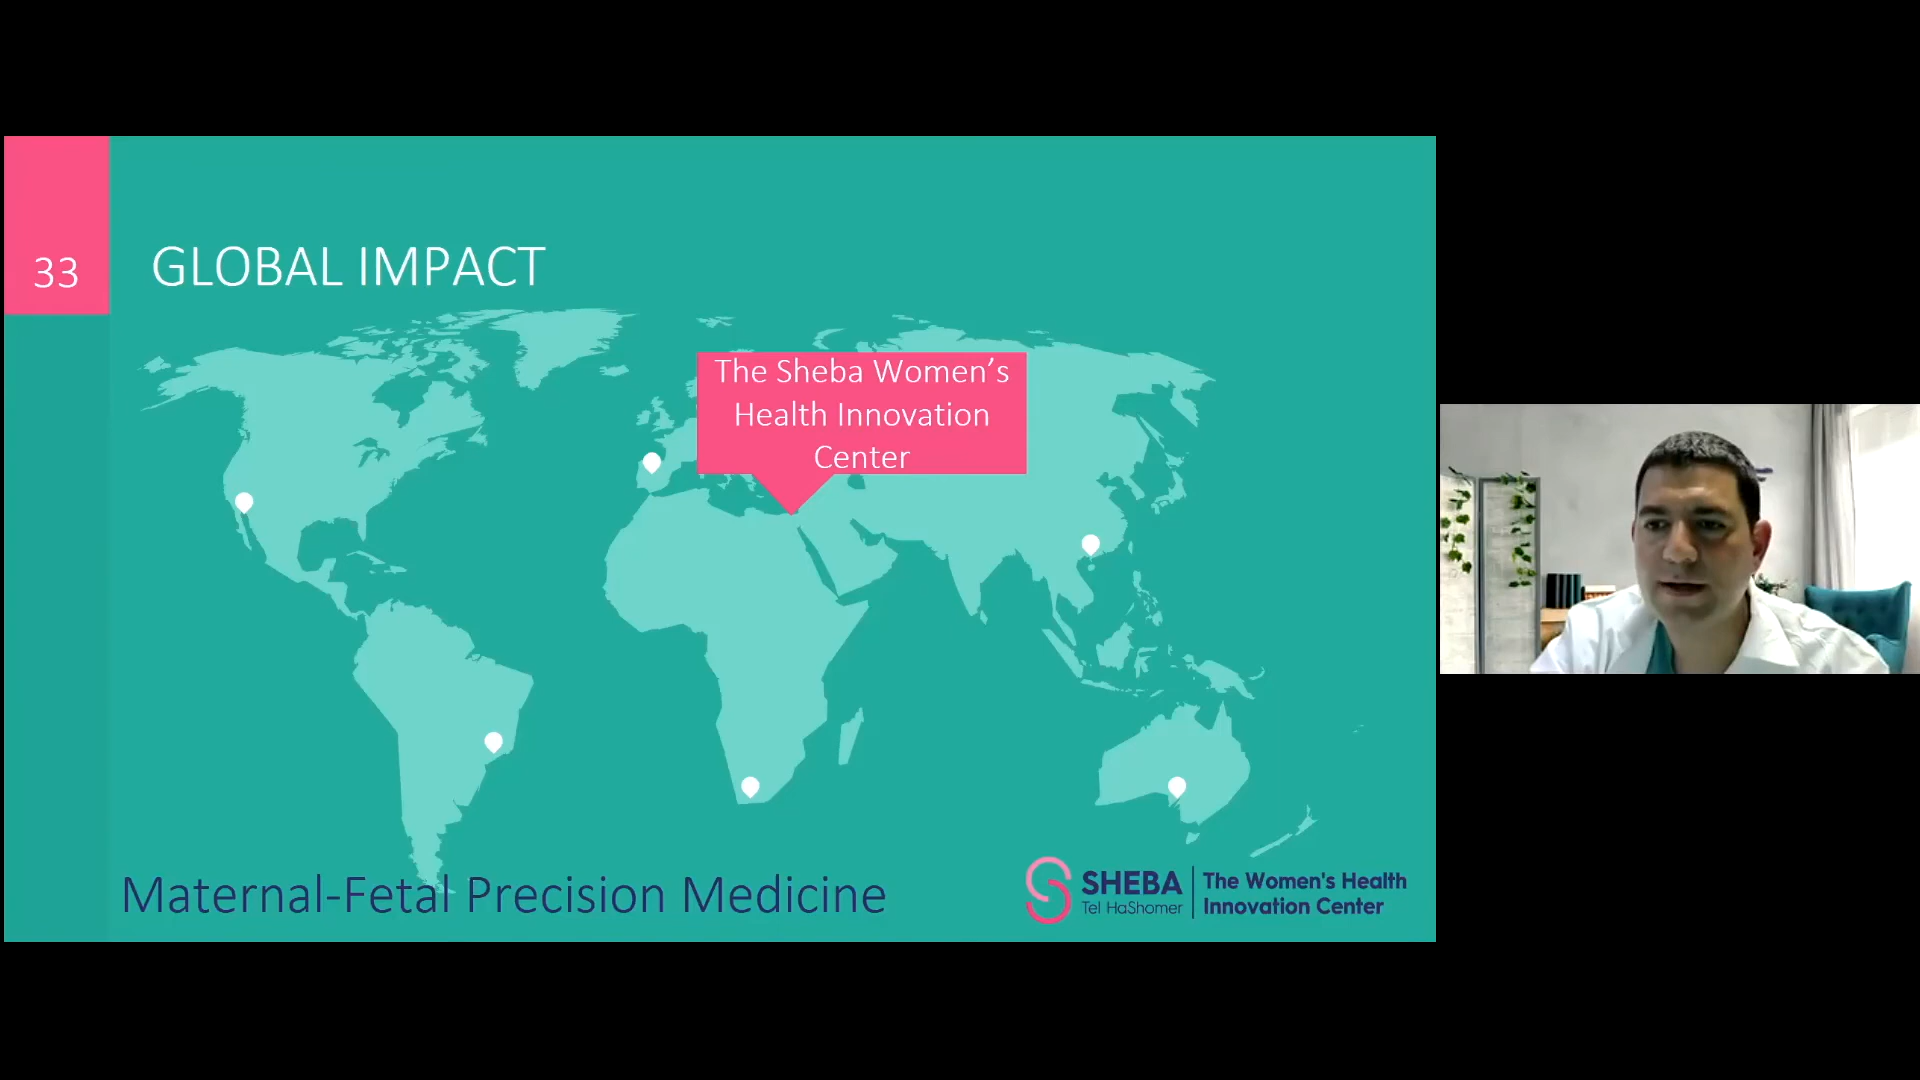 33
GLOBAL IMPACT
The Sheba Women’s
Health Innovation
Center
Maternal-Fetal Precision Medicine
SHEBA
Tel HaShomer
The Women's Health
Innovation Center